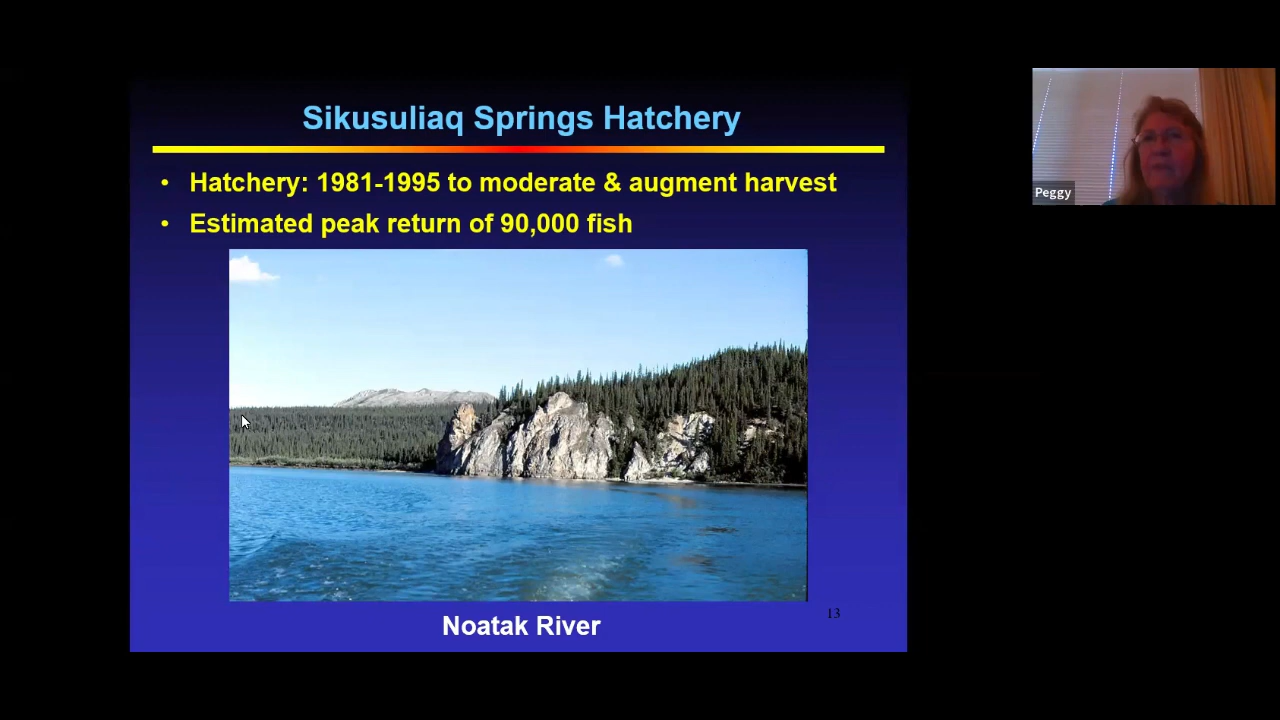 Sikusuliaq Springs Hatchery
• Hatchery: 1981-1995 to moderate & augment harvest
• Estimated peak return of 90,000 fish
Noatak River
13
Peggy